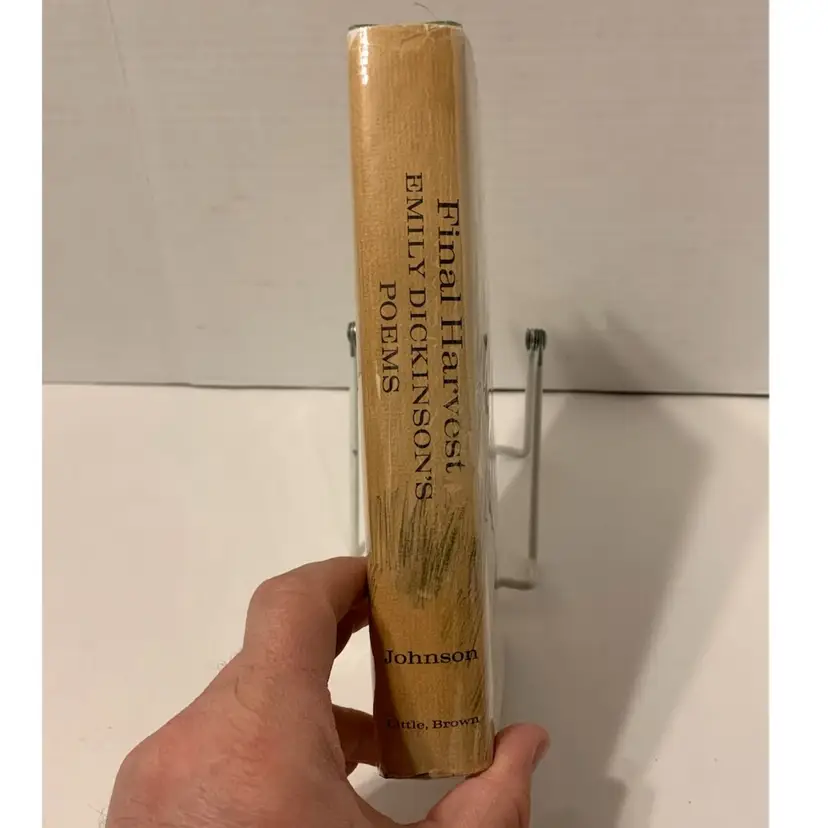 Final Harvest
EMILY DICKINSON'S
POEMS
Johnson
Little, Brown